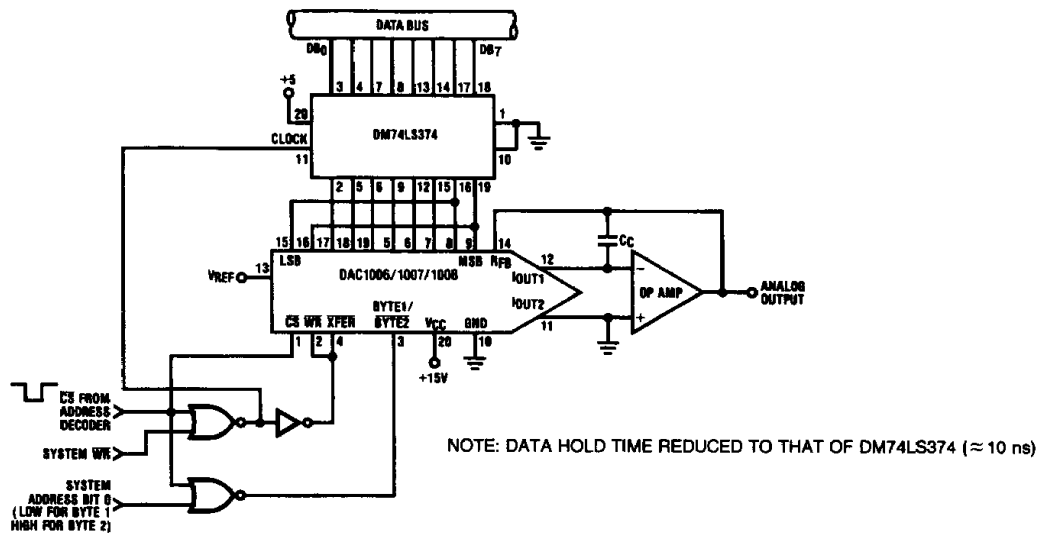 DATA BUS
DB0 DB7
3 4 7 8 13 14 17 18
+5
20 1
DM74LS374
CLOCK
11 10
2 5 6 9 12 15 16 19
15 16 17 18 19 5 6 7 8 9 14
LSB MSB RFB
VREF 13
DAC1006/1007/1008
CC
12
IOUT1
IOUT2
11
−
OP AMP
+
ANALOG
OUTPUT
BYTE1/
CS WR XFER BYTE2 VCC GND
1 2 4 3 20 10
+15V
CS FROM
ADDRESS
DECODER
SYSTEM WR
NOTE: DATA HOLD TIME REDUCED TO THAT OF DM74LS374 (≈ 10 ns)
SYSTEM
ADDRESS BIT 0
(LOW FOR BYTE 1
HIGH FOR BYTE 2)